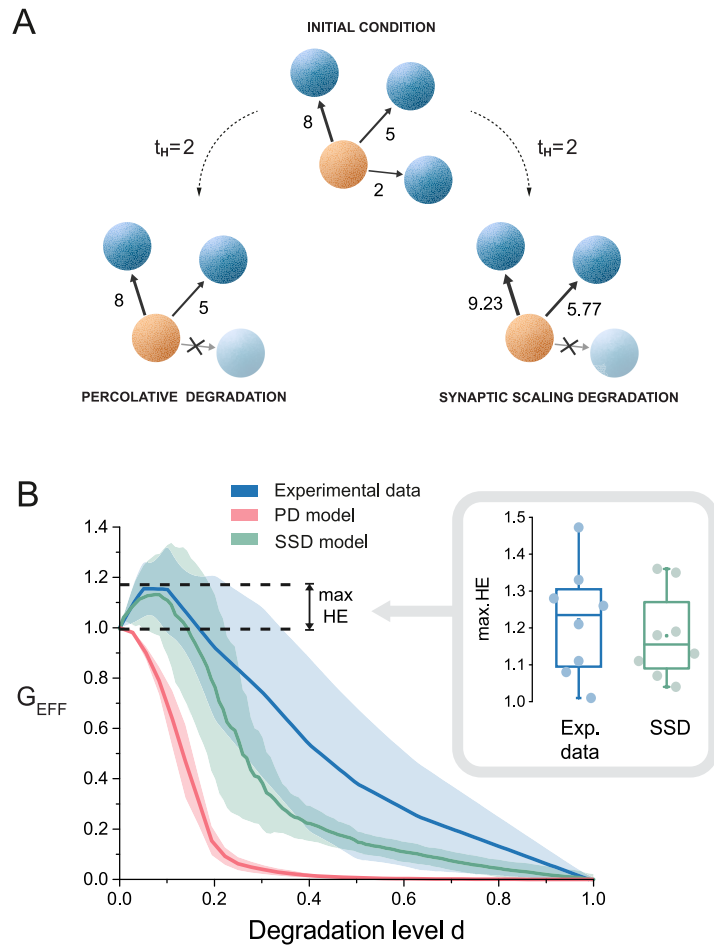 A
INITIAL CONDITION
8
5
2
tH=2
tH=2
8
5
9.23
5.77
PERCOLATIVE DEGRADATION
SYNAPTIC SCALING DEGRADATION
B
Experimental data
PD model
SSD model
max
HE
GEFF
1.4
1.2
1.0
0.8
0.6
0.4
0.2
0.0
0.0
0.2
0.4
0.6
0.8
1.0
Degradation level d
max.HE
1.5
1.4
1.3
1.2
1.1
1.0
Exp.
data
SSD